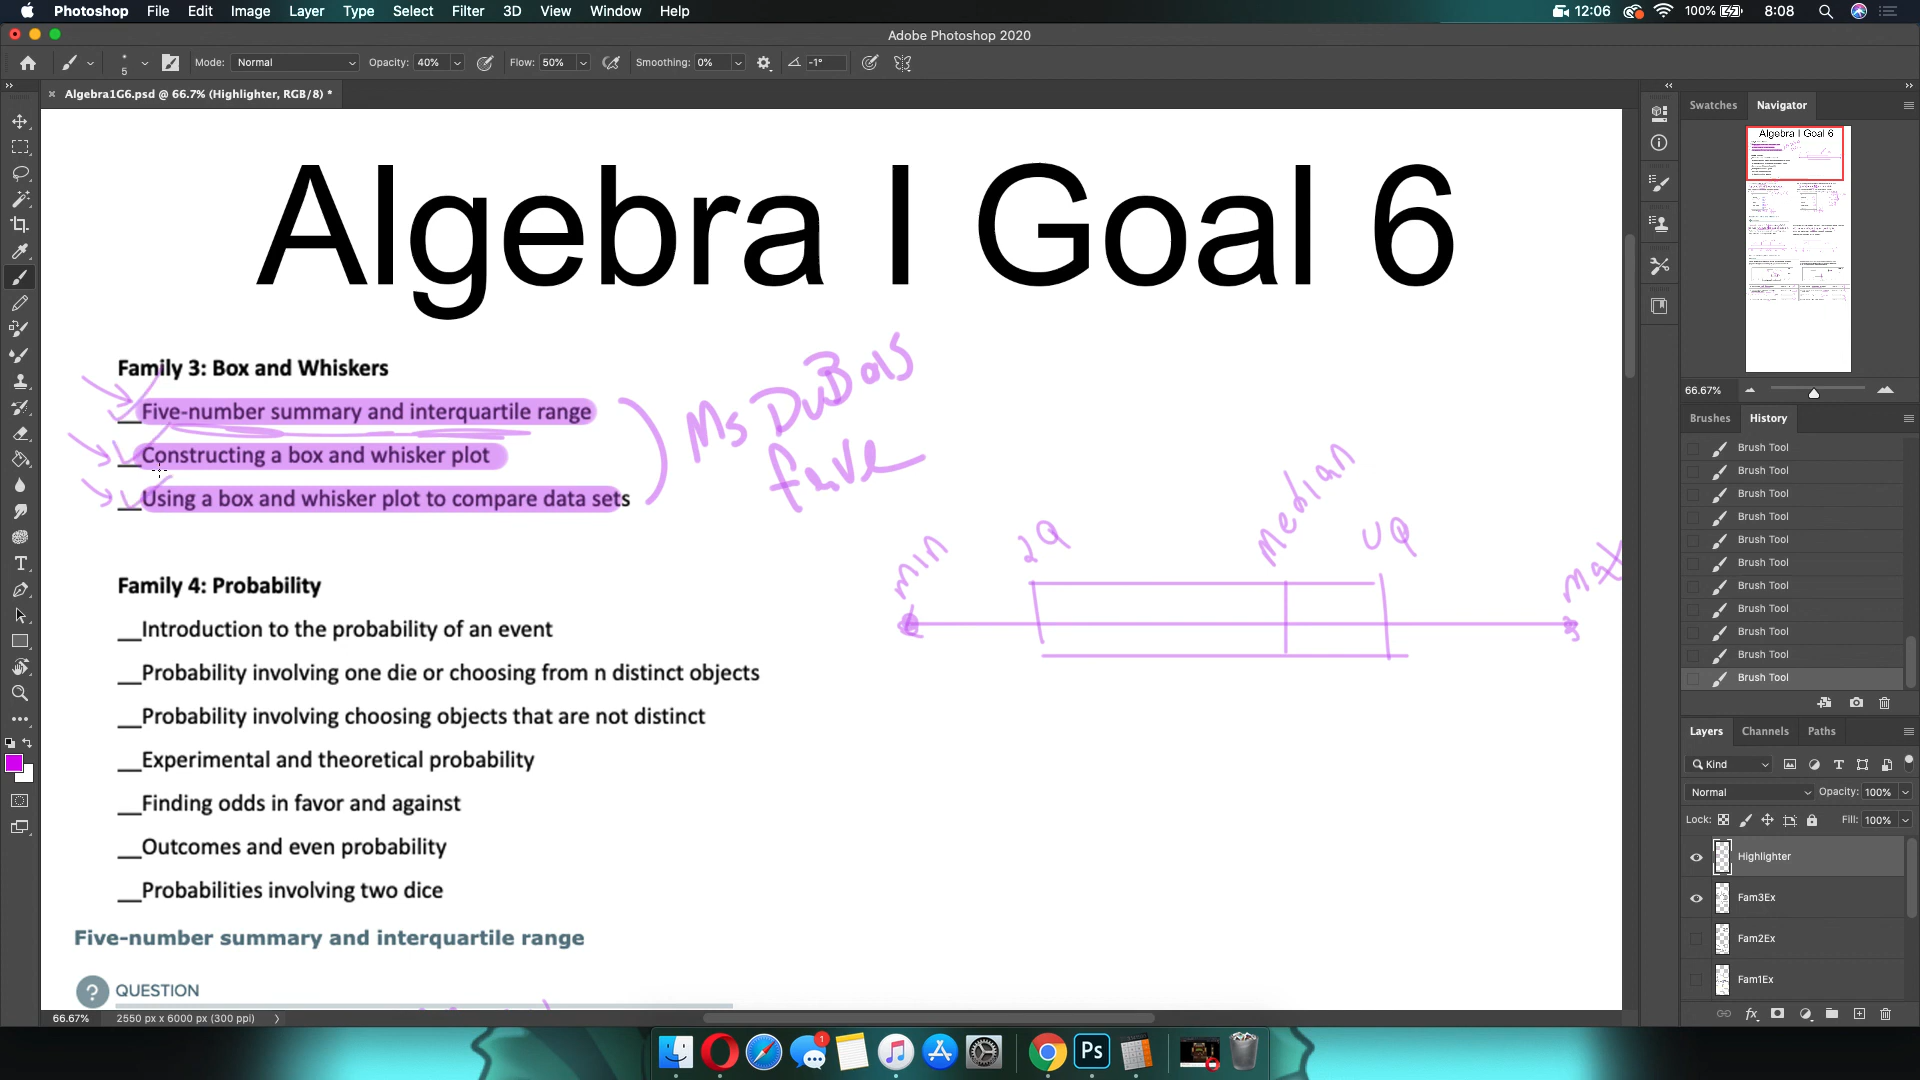 Photoshop File Edit Image Layer Type Select Filter 3D View Window Help 12:06 100% 8:08
Adobe Photoshop 2020
5 Mode: Normal Opacity: 40% Flow: 50% Smoothing: 0% -1°
Algebra1G6.psd @ 66.7% (Highlighter, RGB/8) *
Swatches Navigator
Algebra I Goal 6
Algebra I Goal 6
Family 3: Box and Whiskers
__Five-number summary and interquartile range
__Constructing a box and whisker plot
__Using a box and whisker plot to compare data sets
Ms DuBois
fave
min
LQ
Median
UQ
Max
Family 4: Probability
__Introduction to the probability of an event
__Probability involving one die or choosing from n distinct objects
__Probability involving choosing objects that are not distinct
__Experimental and theoretical probability
__Finding odds in favor and against
__Outcomes and even probability
__Probabilities involving two dice
Five-number summary and interquartile range
? QUESTION
66.67% 2550 px x 6000 px (300 ppi)
66.67%
Brushes History
Brush Tool
Brush Tool
Brush Tool
Brush Tool
Brush Tool
Brush Tool
Brush Tool
Brush Tool
Brush Tool
Brush Tool
Brush Tool
Layers Channels Paths
Kind
Normal Opacity: 100%
Lock: Fill: 100%
Highlighter
Fam3Ex
Fam2Ex
Fam1Ex
fx
1
Ps